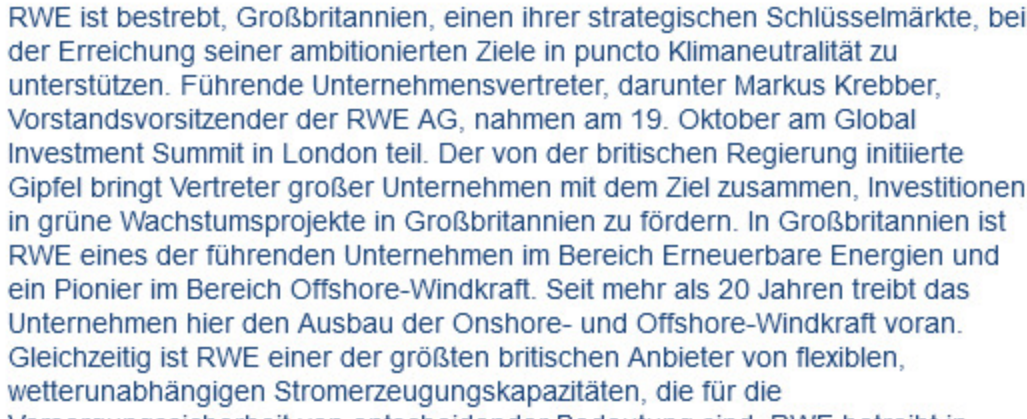 RWE ist bestrebt, Großbritannien, einen ihrer strategischen Schlüsselmärkte, bei
der Erreichung seiner ambitionierten Ziele in puncto Klimaneutralität zu
unterstützen. Führende Unternehmensvertreter, darunter Markus Krebber,
Vorstandsvorsitzender der RWE AG, nahmen am 19. Oktober am Global
Investment Summit in London teil. Der von der britischen Regierung initiierte
Gipfel bringt Vertreter großer Unternehmen mit dem Ziel zusammen, Investitionen
in grüne Wachstumsprojekte in Großbritannien zu fördern. In Großbritannien ist
RWE eines der führenden Unternehmen im Bereich Erneuerbare Energien und
ein Pionier im Bereich Offshore-Windkraft. Seit mehr als 20 Jahren treibt das
Unternehmen hier den Ausbau der Onshore- und Offshore-Windkraft voran.
Gleichzeitig ist RWE einer der größten britischen Anbieter von flexiblen,
wetterunabhängigen Stromerzeugungskapazitäten, die für die